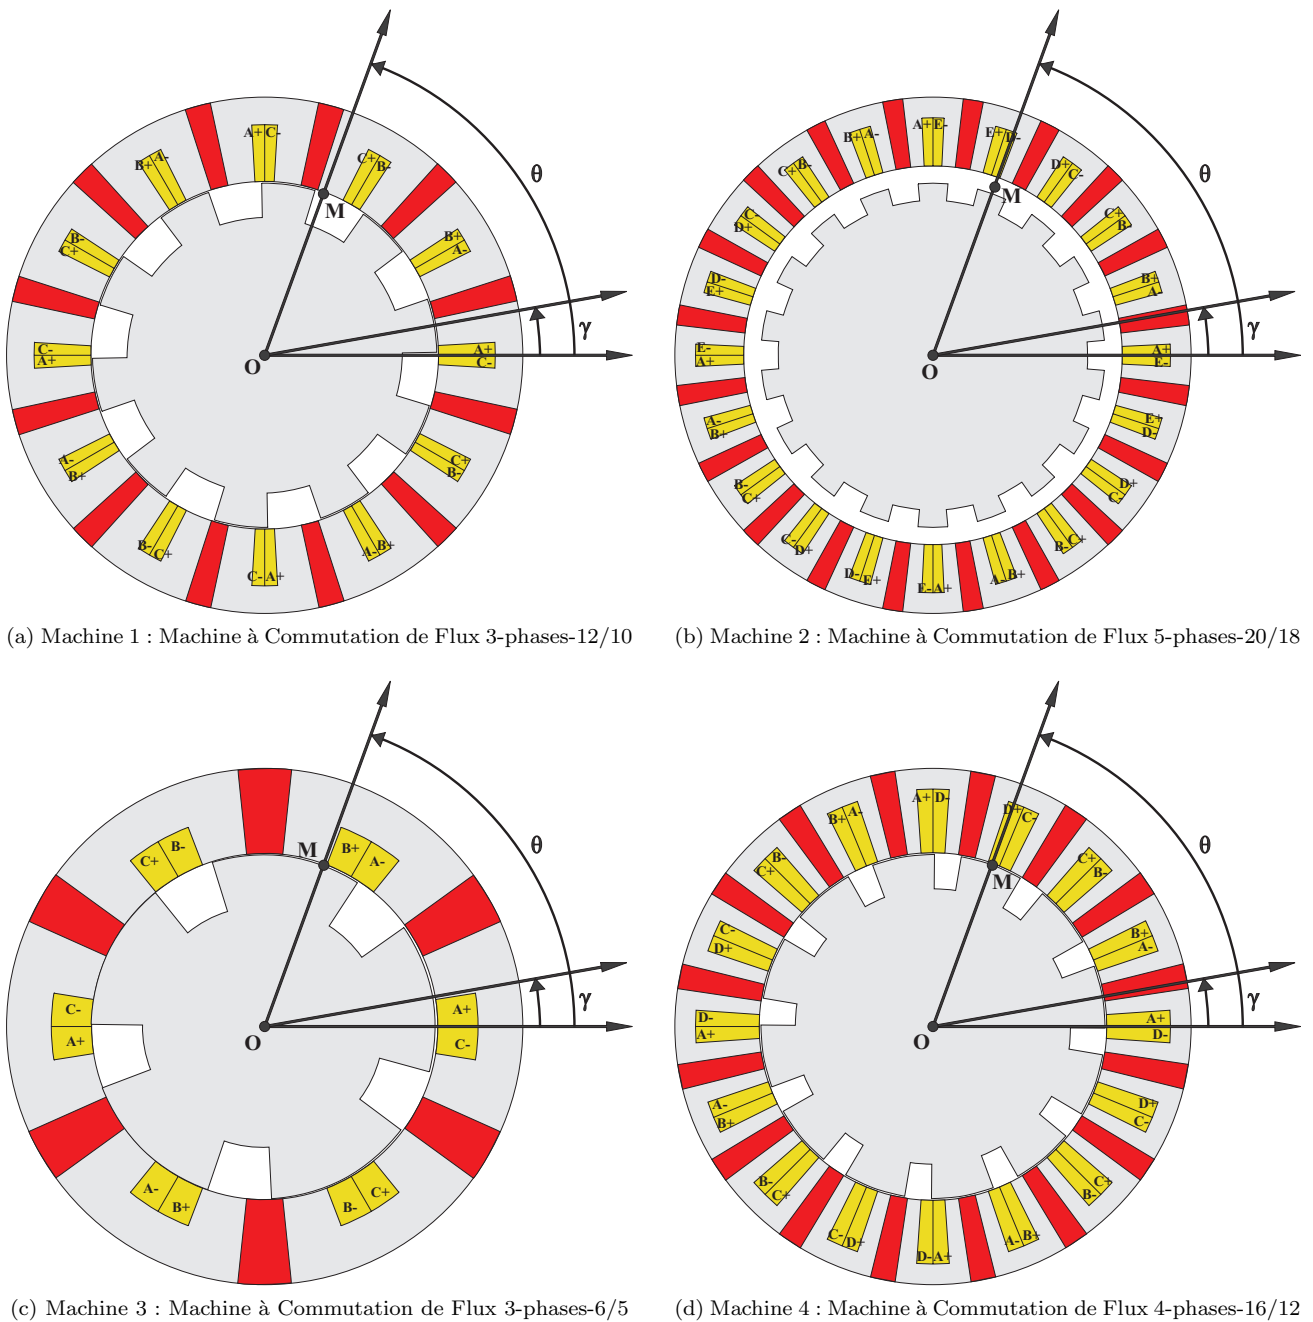 θ
A+ C-
B+ A-
C+ B-
M
B-
C+
B+
A-
γ
C-
A+
A+
C-
O
A-
B+
C+
B-
B- C+
A- B+
C- A+
(a) Machine 1 : Machine à Commutation de Flux 3-phases-12/10
θ
A+ E-
B+ A-
E+ D-
C+ B-
D+ C-
M
C-
D+
C+
B-
D-
E+
B+
A-
γ
E-
A+
A+
E-
O
A-
B+
E+
D-
B-
C+
D+
C-
C- D+
B- C+
D- E+
A- B+
E- A+
(b) Machine 2 : Machine à Commutation de Flux 5-phases-20/18
θ
M
C+ B-
B+ A-
γ
C-
A+
A+
C-
O
A- B+
B- C+
(c) Machine 3 : Machine à Commutation de Flux 3-phases-6/5
θ
A+ D-
B+ A-
D+ C-
B-
C+
C+
B-
M
C-
D+
B+
A-
γ
D-
A+
A+
D-
O
A-
B+
D+
C-
B-
C+
C+
B-
C- D+
A- B+
D- A+
(d) Machine 4 : Machine à Commutation de Flux 4-phases-16/12